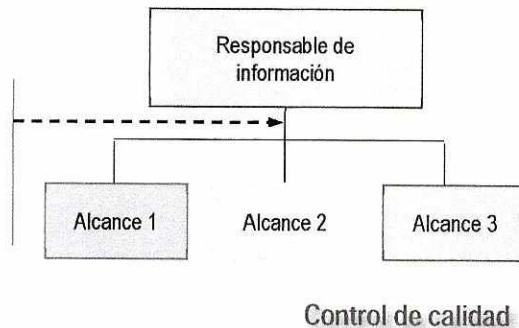 Responsable de
información
Alcance 1
Alcance 2
Alcance 3
Control de calidad